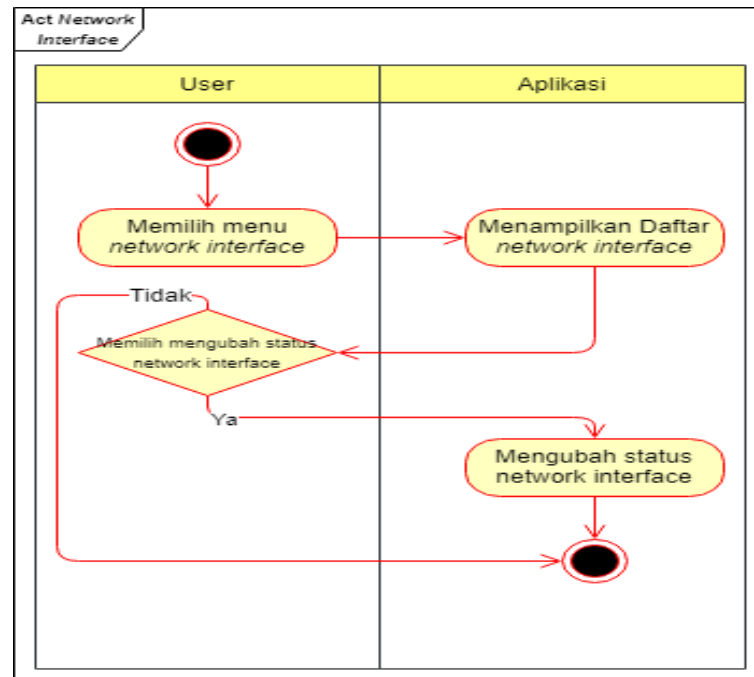 Act Network
Interface
User
Aplikasi
Memilih menu
network interface
Menampilkan Daftar
network interface
Tidak
Memilih mengubah status
network interface
Ya
Mengubah status
network interface